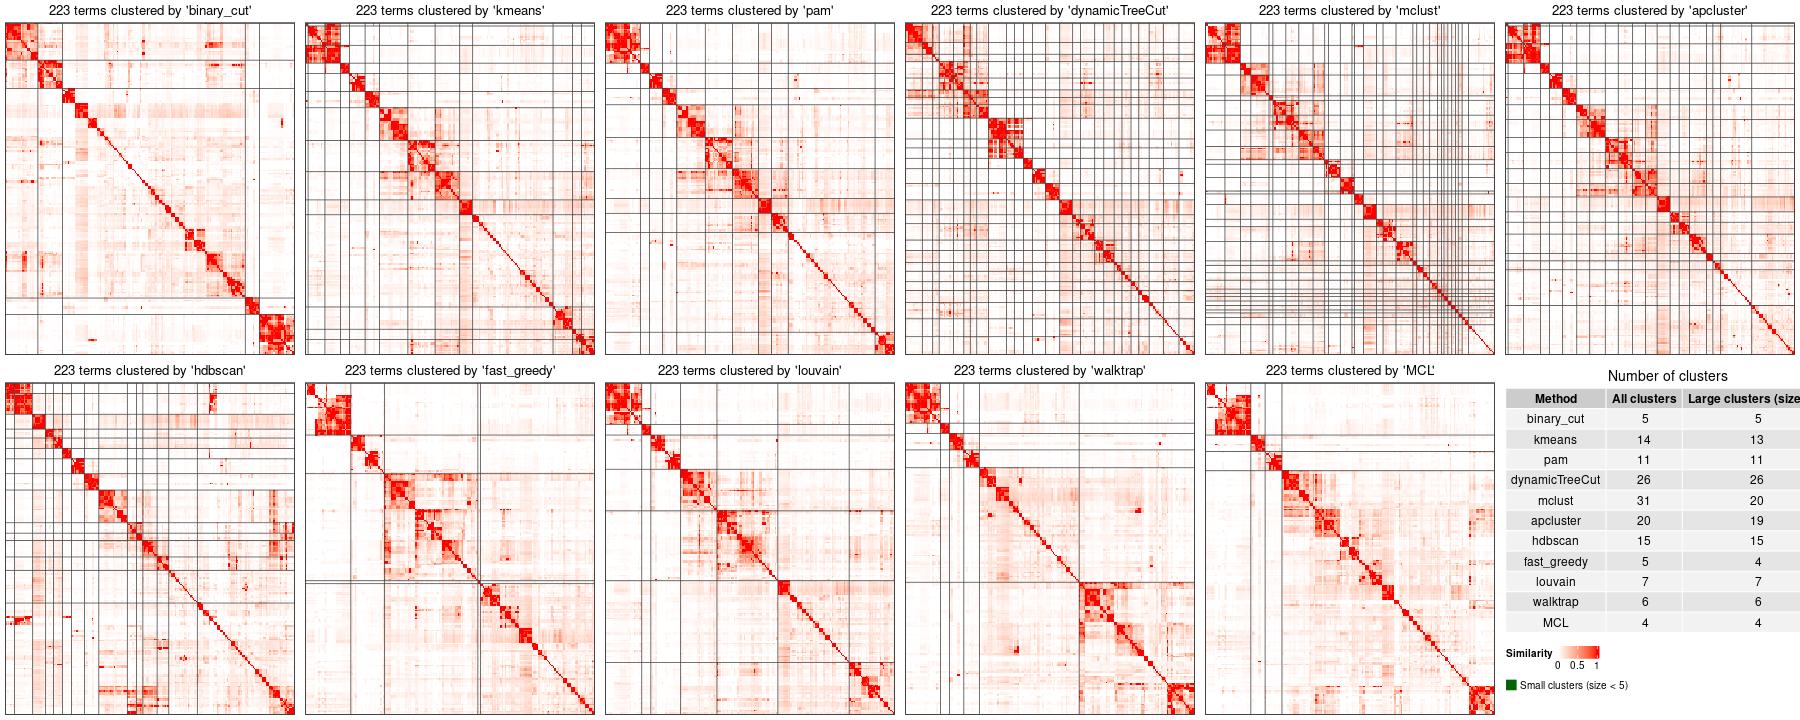 223 terms clustered by 'binary_cut'
223 terms clustered by 'kmeans'
223 terms clustered by 'pam'
223 terms clustered by 'dynamicTreeCut'
223 terms clustered by 'mclust'
223 terms clustered by 'apcluster'
223 terms clustered by 'hdbscan'
223 terms clustered by 'fast_greedy'
223 terms clustered by 'louvain'
223 terms clustered by 'walktrap'
223 terms clustered by 'MCL'
Number of clusters
Method All clusters Large clusters (size
binary_cut 5 5
kmeans 14 13
pam 11 11
dynamicTreeCut 26 26
mclust 31 20
apcluster 20 19
hdbscan 15 15
fast_greedy 5 4
louvain 7 7
walktrap 6 6
MCL 4 4
Similarity
0 0.5 1
Small clusters (size < 5)